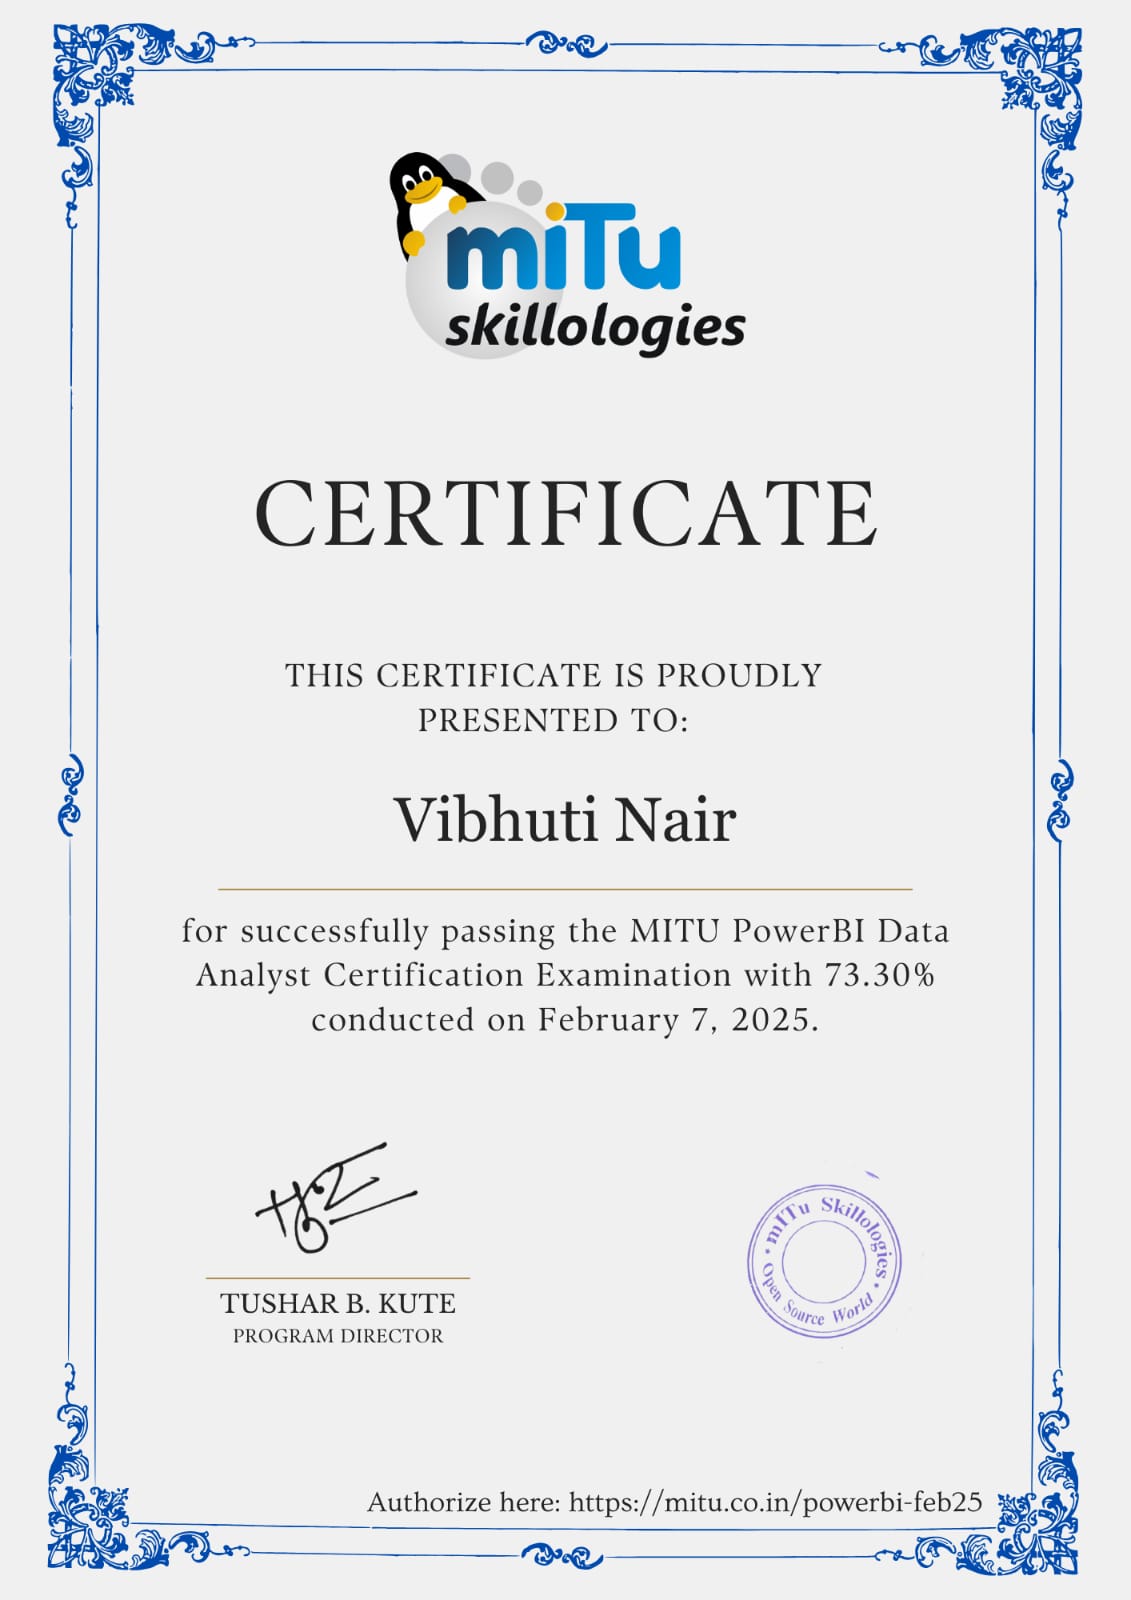 miTu
skillologies
CERTIFICATE
THIS CERTIFICATE IS PROUDLY
PRESENTED TO:
Vibhuti Nair
for successfully passing the MITU PowerBI Data
Analyst Certification Examination with 73.30%
conducted on February 7, 2025.
TUSHAR B. KUTE
PROGRAM DIRECTOR
mITu Skillologies
Open Source World
Authorize here: https://mitu.co.in/powerbi-feb25